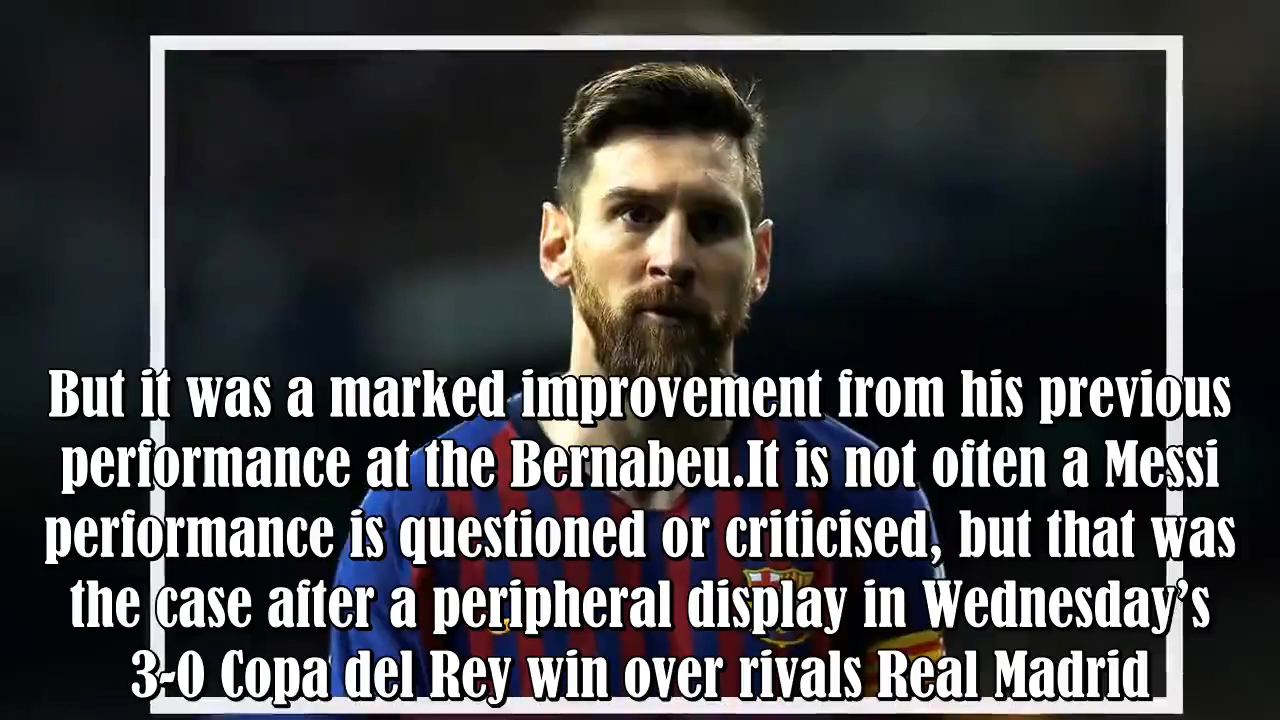 But it was a marked improvement from his previous
performance at the Bernabeu.It is not often a Messi
performance is questioned or criticised, but that was
the case after a peripheral display in Wednesday’s
3-0 Copa del Rey win over rivals Real Madrid